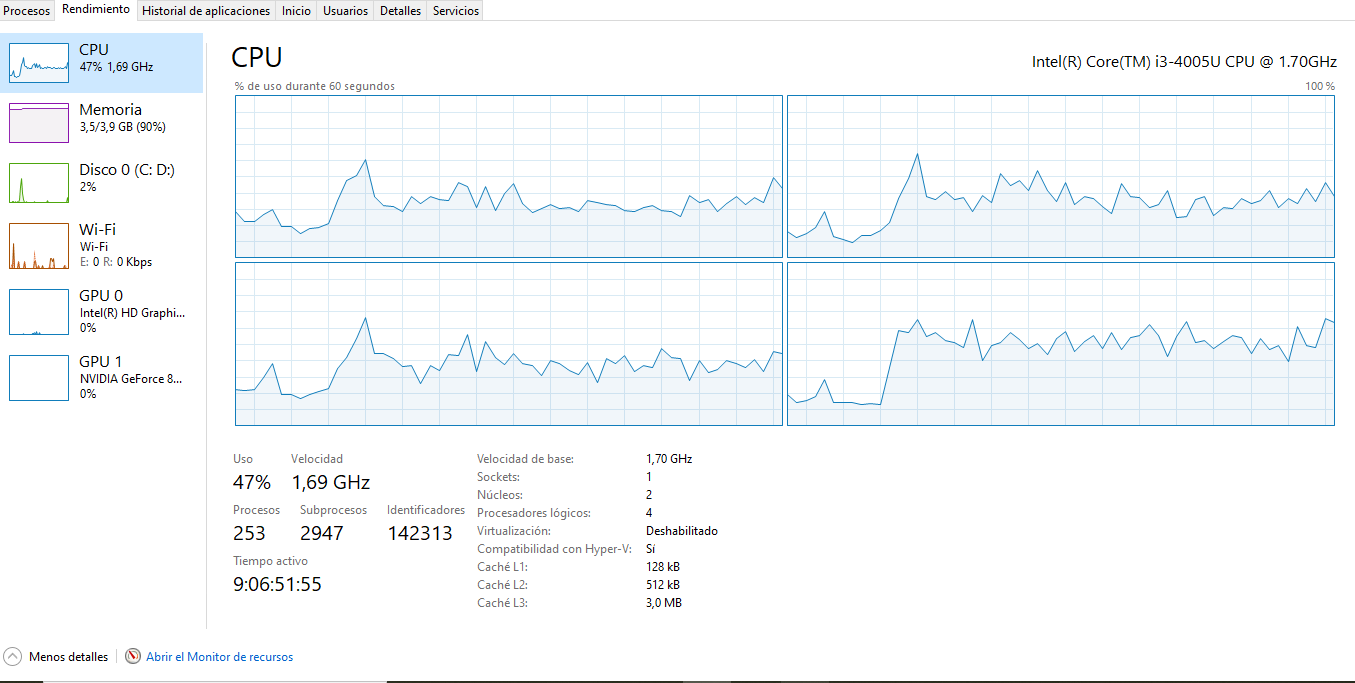 Procesos Rendimiento Historial de aplicaciones Inicio Usuarios Detalles Servicios
CPU
47% 1,69 GHz
Memoria
3,5/3,9 GB (90%)
Disco 0 (C: D:)
2%
Wi-Fi
Wi-Fi
E: 0 R: 0 Kbps
GPU 0
Intel(R) HD Graphi...
0%
GPU 1
NVIDIA GeForce 8...
0%
CPU
Intel(R) Core(TM) i3-4005U CPU @ 1.70GHz
% de uso durante 60 segundos
100 %
Uso Velocidad
47% 1,69 GHz
Procesos Subprocesos Identificadores
253 2947 142313
Tiempo activo
9:06:51:55
Velocidad de base: 1,70 GHz
Sockets: 1
Núcleos: 2
Procesadores lógicos: 4
Virtualización: Deshabilitado
Compatibilidad con Hyper-V: Sí
Caché L1: 128 kB
Caché L2: 512 kB
Caché L3: 3,0 MB
Menos detalles
Abrir el Monitor de recursos